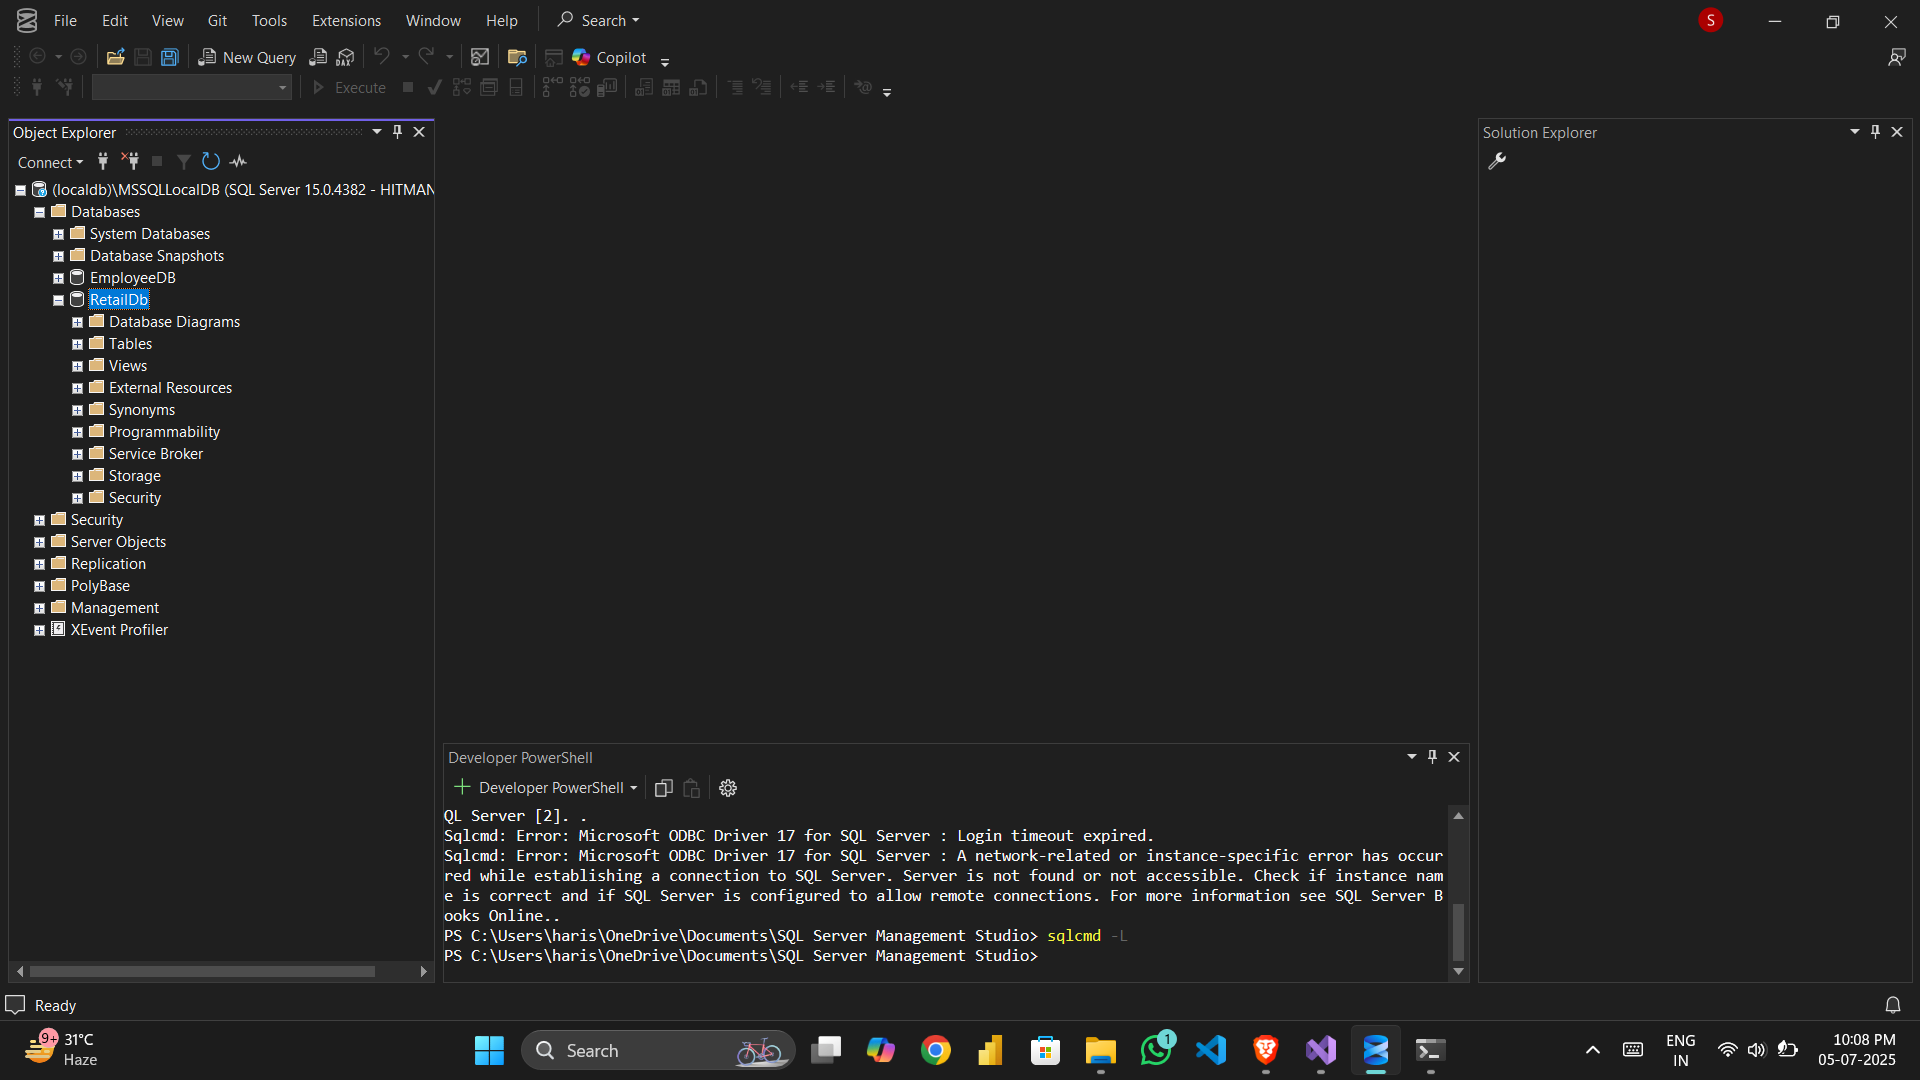 File Edit View Git Tools Extensions Window Help Search S
New Query DAX Copilot
Execute
Object Explorer
Connect
(localdb)\MSSQLLocalDB (SQL Server 15.0.4382 - HITMAN
Databases
System Databases
Database Snapshots
EmployeeDB
RetailDb
Database Diagrams
Tables
Views
External Resources
Synonyms
Programmability
Service Broker
Storage
Security
Security
Server Objects
Replication
PolyBase
Management
XEvent Profiler
Solution Explorer
Developer PowerShell
Developer PowerShell
QL Server [2]. .
Sqlcmd: Error: Microsoft ODBC Driver 17 for SQL Server : Login timeout expired.
Sqlcmd: Error: Microsoft ODBC Driver 17 for SQL Server : A network-related or instance-specific error has occur
red while establishing a connection to SQL Server. Server is not found or not accessible. Check if instance nam
e is correct and if SQL Server is configured to allow remote connections. For more information see SQL Server B
ooks Online..
PS C:\Users\haris\OneDrive\Documents\SQL Server Management Studio> sqlcmd -L
PS C:\Users\haris\OneDrive\Documents\SQL Server Management Studio>
Ready
9+ 31°C
Haze
Search
1
ENG
IN
10:08 PM
05-07-2025